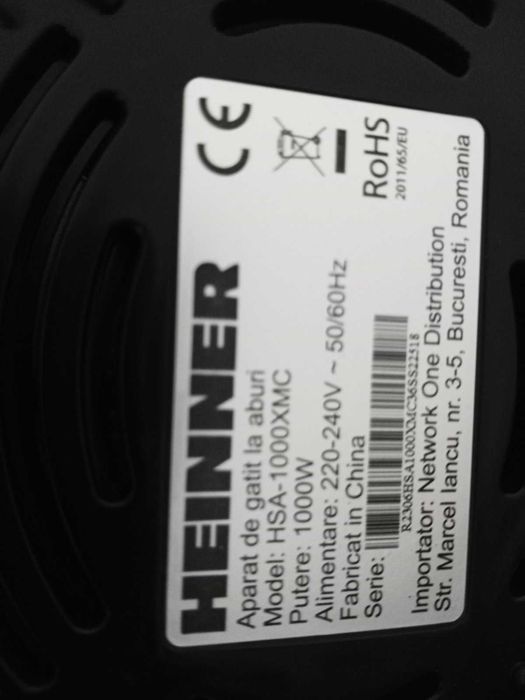 HEINNER
CE
Aparat de gatit la aburi
Model: HSA-1000XMC
Putere: 1000W
Alimentare: 220-240V ~ 50/60Hz
Fabricat in China
Serie:
R2306HSA1000XMC36SS22518
RoHS
2011/65/EU
Importator: Network One Distribution
Str. Marcel Iancu, nr. 3-5, Bucuresti, Romania